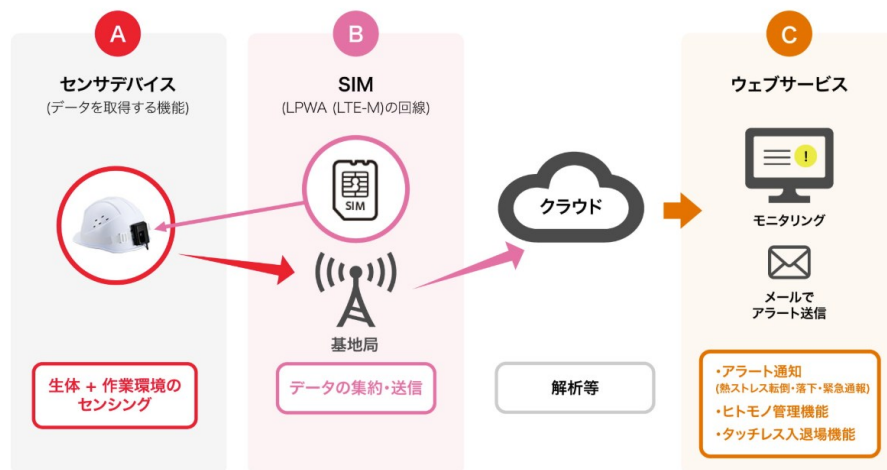 A
センサデバイス
(データを取得する機能)
生体 + 作業環境の
センシング
B
SIM
(LPWA (LTE-M)の回線)
SIM
基地局
データの集約・送信
クラウド
解析等
C
ウェブサービス
!
モニタリング
メールで
アラート送信
・アラート通知
(熱ストレス転倒・落下・緊急通報)
・ヒトモノ管理機能
・タッチレス入退場機能